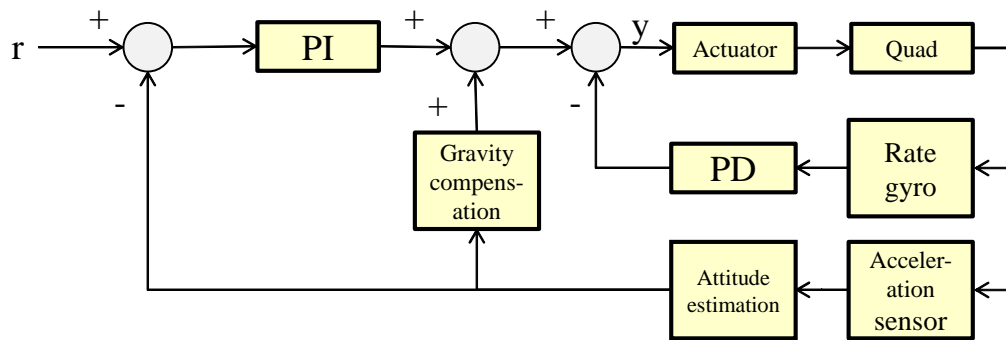 + + + y
r PI Actuator Quad
- + -
Gravity
compens-
ation
PD
Rate
gyro
Attitude
estimation
Acceler-
ation
sensor